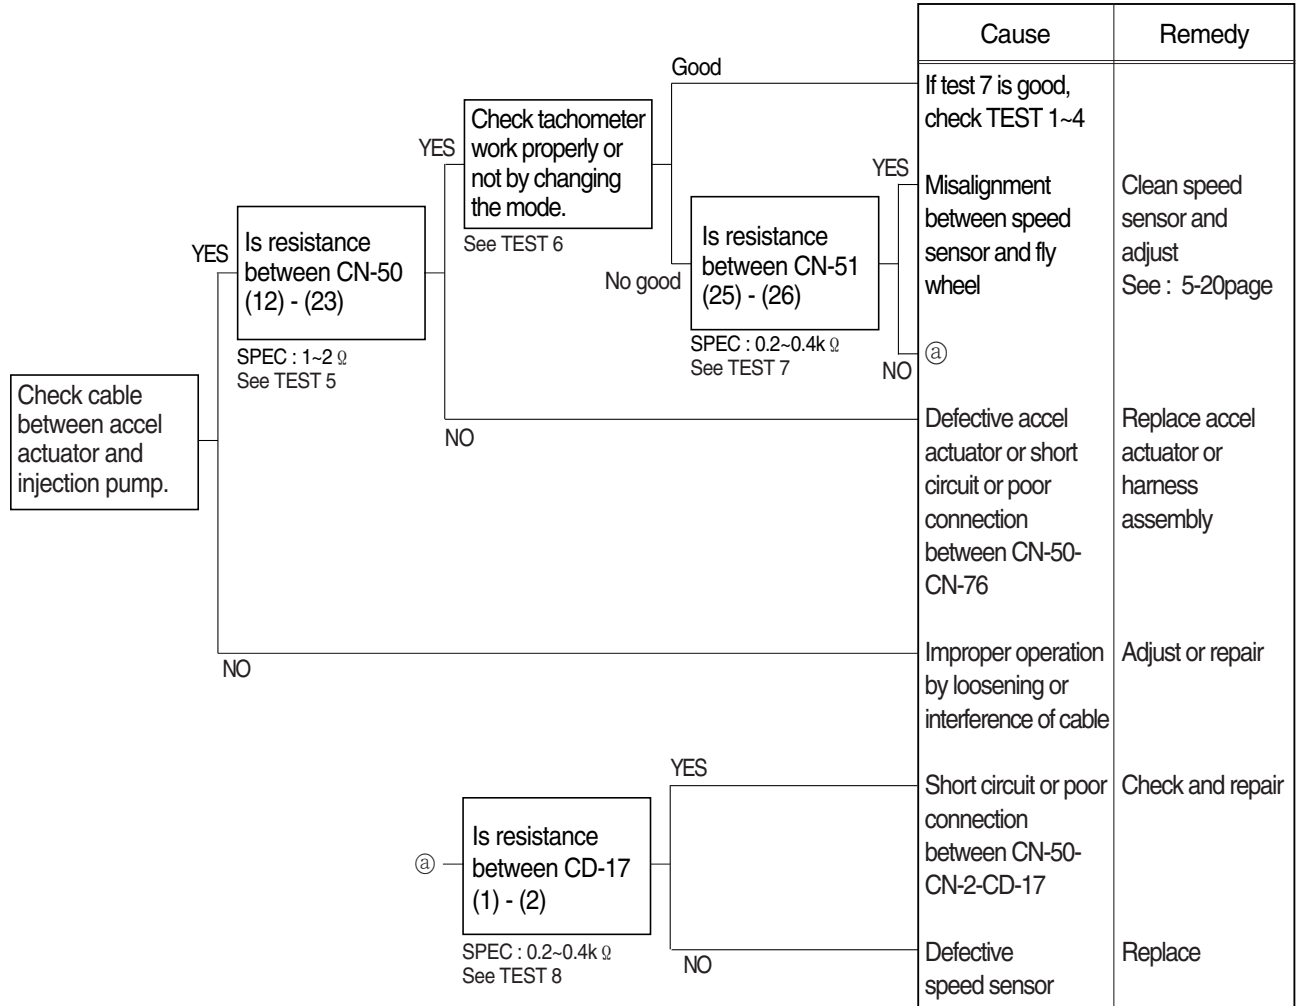 Cause
Remedy
Good
If test 7 is good,
check TEST 1~4
Check tachometer
work properly or
not by changing
the mode.
YES
See TEST 6
YES
Misalignment
between speed
sensor and fly
wheel
Clean speed
sensor and
adjust
See : 5-20page
Is resistance
between CN-51
(25) - (26)
No good
SPEC : 0.2~0.4k Ω
See TEST 7
NO
ⓐ
YES
Is resistance
between CN-50
(12) - (23)
SPEC : 1~2 Ω
See TEST 5
Check cable
between accel
actuator and
injection pump.
NO
Defective accel
actuator or short
circuit or poor
connection
between CN-50-
CN-76
Replace accel
actuator or
harness
assembly
NO
Improper operation
by loosening or
interference of cable
Adjust or repair
YES
Short circuit or poor
connection
between CN-50-
CN-2-CD-17
Check and repair
ⓐ
Is resistance
between CD-17
(1) - (2)
SPEC : 0.2~0.4k Ω
See TEST 8
NO
Defective
speed sensor
Replace